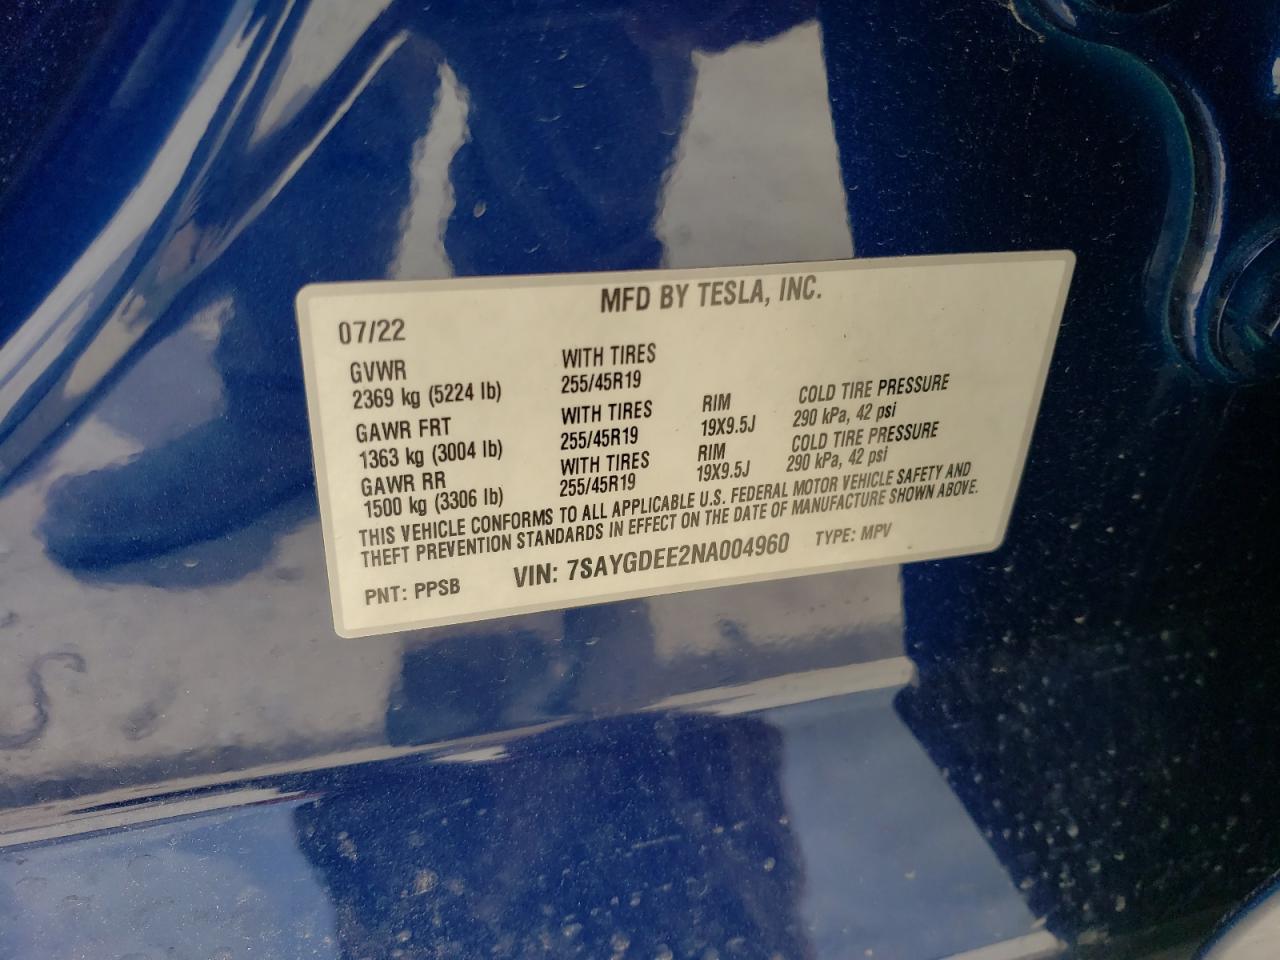 MFD BY TESLA, INC.
07/22
GVWR WITH TIRES
2369 kg (5224 lb) 255/45R19
GAWR FRT WITH TIRES RIM COLD TIRE PRESSURE
1363 kg (3004 lb) 255/45R19 19X9.5J 290 kPa, 42 psi
GAWR RR WITH TIRES RIM COLD TIRE PRESSURE
1500 kg (3306 lb) 255/45R19 19X9.5J 290 kPa, 42 psi
THIS VEHICLE CONFORMS TO ALL APPLICABLE U.S. FEDERAL MOTOR VEHICLE SAFETY AND
THEFT PREVENTION STANDARDS IN EFFECT ON THE DATE OF MANUFACTURE SHOWN ABOVE.
PNT: PPSB VIN: 7SAYGDEE2NA004960 TYPE: MPV